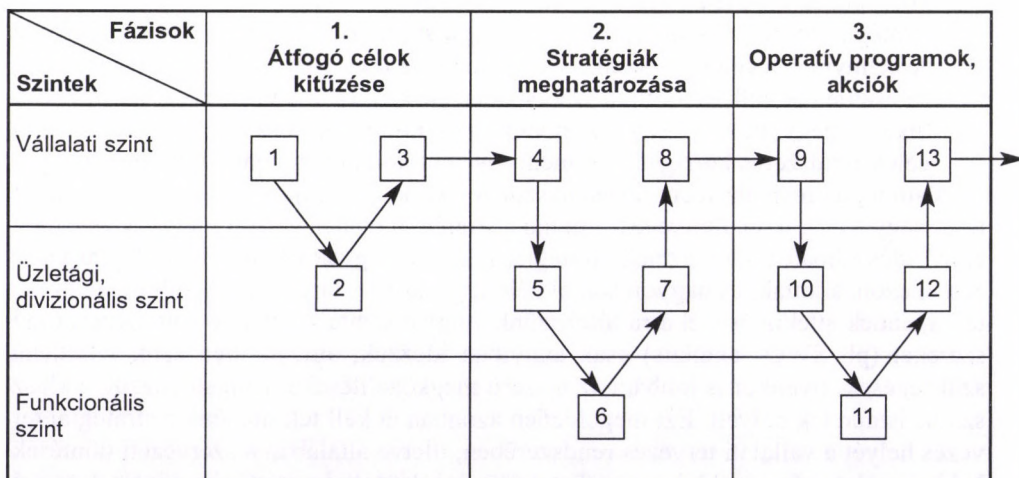 Fázisok
Szintek
1.
Átfogó célok
kitűzése
2.
Stratégiák
meghatározása
3.
Operatív programok,
akciók
Vállalati szint
1 3 4 8 9 13
Üzletági,
divizionális szint
2 5 7 10 12
Funkcionális
szint
6 11